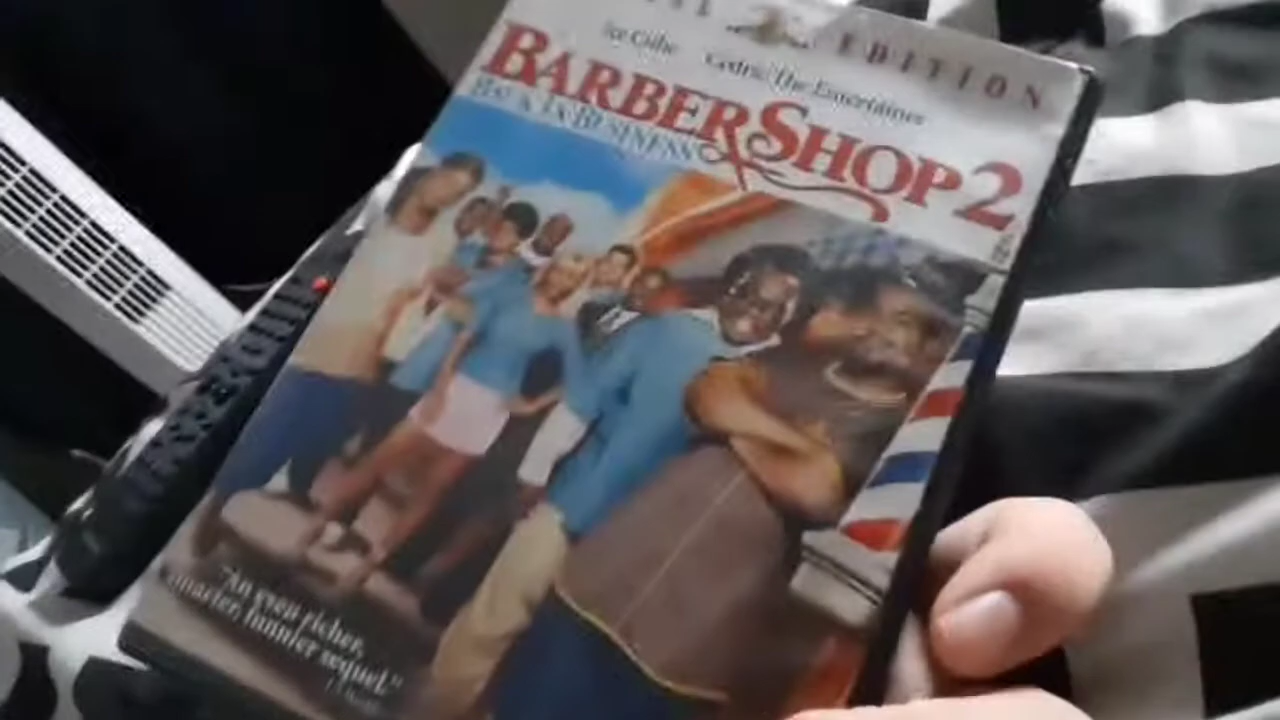 EDITION
Ice Cube Cedric The Entertainer
BARBERSHOP 2
BACK IN BUSINESS
"An even richer,
smarter, funnier sequel."